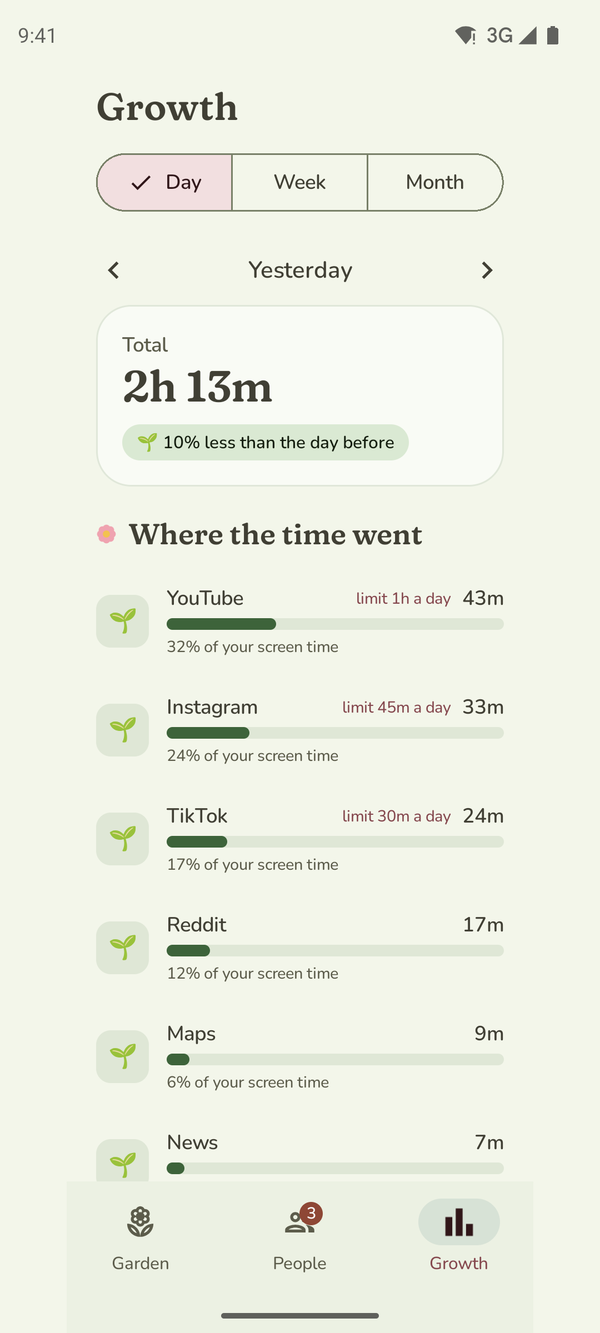 9:41
3G
Growth
Day
Week
Month
Yesterday
Total
2h 13m
10% less than the day before
Where the time went
YouTube limit 1h a day 43m
32% of your screen time
Instagram limit 45m a day 33m
24% of your screen time
TikTok limit 30m a day 24m
17% of your screen time
Reddit 17m
12% of your screen time
Maps 9m
6% of your screen time
News 7m
3
Garden
People
Growth